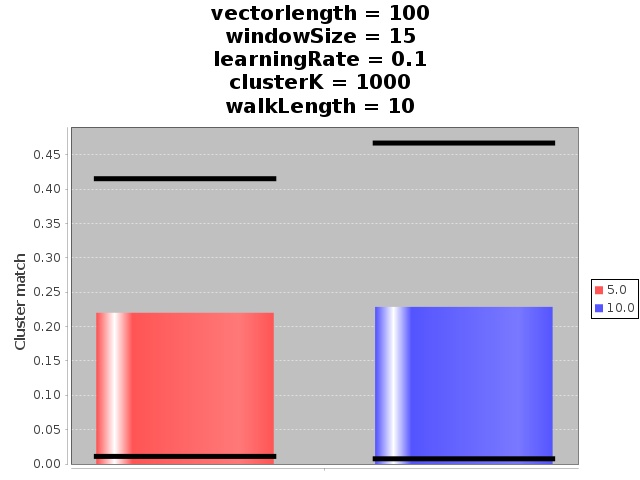 vectorlength = 100
windowSize = 15
learningRate = 0.1
clusterK = 1000
walkLength = 10
Cluster match
0.45
0.40
0.35
0.30
0.25
0.20
0.15
0.10
0.05
0.00
5.0
10.0